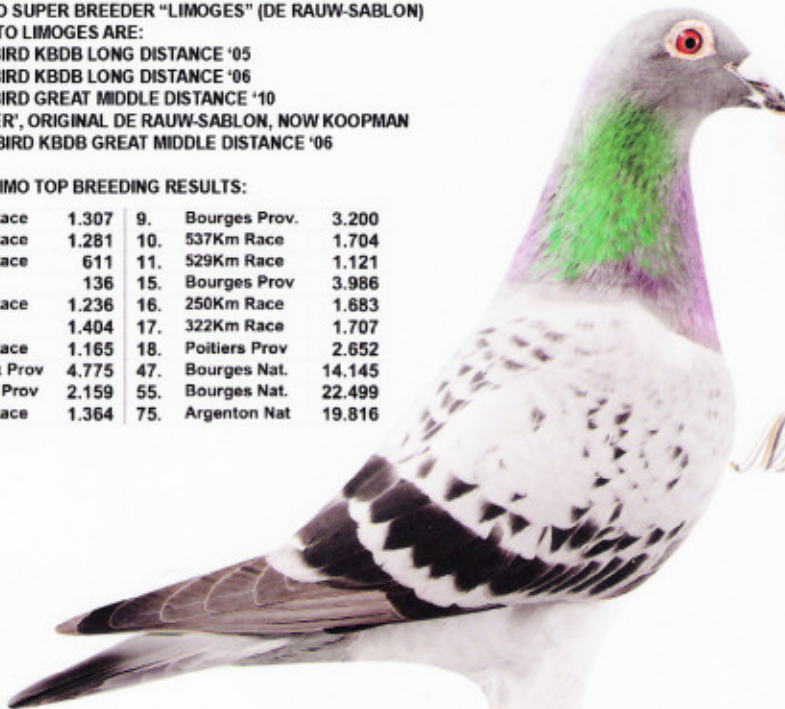 SUPER BREEDER “LIMOGES” (DE RAUW-SABLON)
TO LIMOGES ARE:
BIRD KBDB LONG DISTANCE ‘05
BIRD KBDB LONG DISTANCE ‘06
BIRD GREAT MIDDLE DISTANCE ‘10
ER’, ORIGINAL DE RAUW-SABLON, NOW KOOPMAN
BIRD KBDB GREAT MIDDLE DISTANCE ‘06
IMO TOP BREEDING RESULTS:
ace 1.307 9. Bourges Prov. 3.200
ace 1.281 10. 537Km Race 1.704
ace 611 11. 529Km Race 1.121
136 15. Bourges Prov 3.986
ace 1.236 16. 250Km Race 1.683
1.404 17. 322Km Race 1.707
ace 1.165 18. Poitiers Prov 2.652
Prov 4.775 47. Bourges Nat. 14.145
Prov 2.159 55. Bourges Nat. 22.499
ace 1.364 75. Argenton Nat 19.816